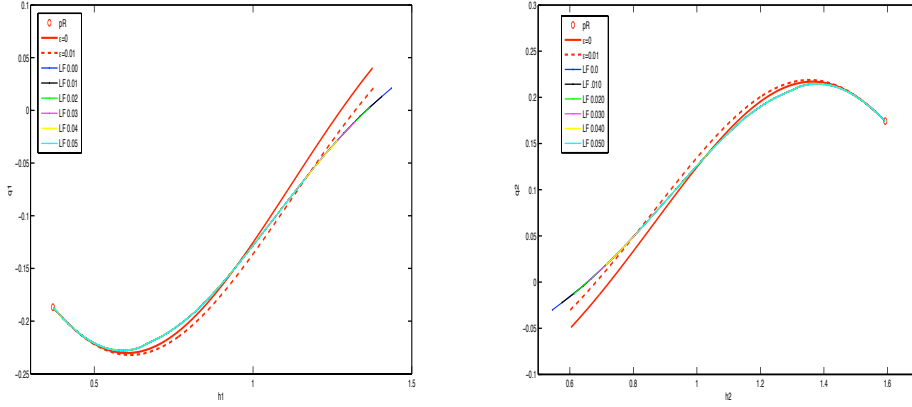 0.1
0.05
0
−0.05
−0.1
−0.15
−0.2
−0.25
0.5
1
1.5
h1
q1
pR
ε=0
ε=0.01
LF 0.00
LF 0.01
LF 0.02
LF 0.03
LF 0.04
LF 0.05
0.3
0.2
0.1
0
−0.05
−0.1
0.25
0.15
0.05
0.6
0.8
1
1.2
1.4
1.6
h2
q2
pR
ε=0
ε=0.01
LF 0.0
LF .010
LF 0.020
LF 0.030
LF 0.040
LF 0.050